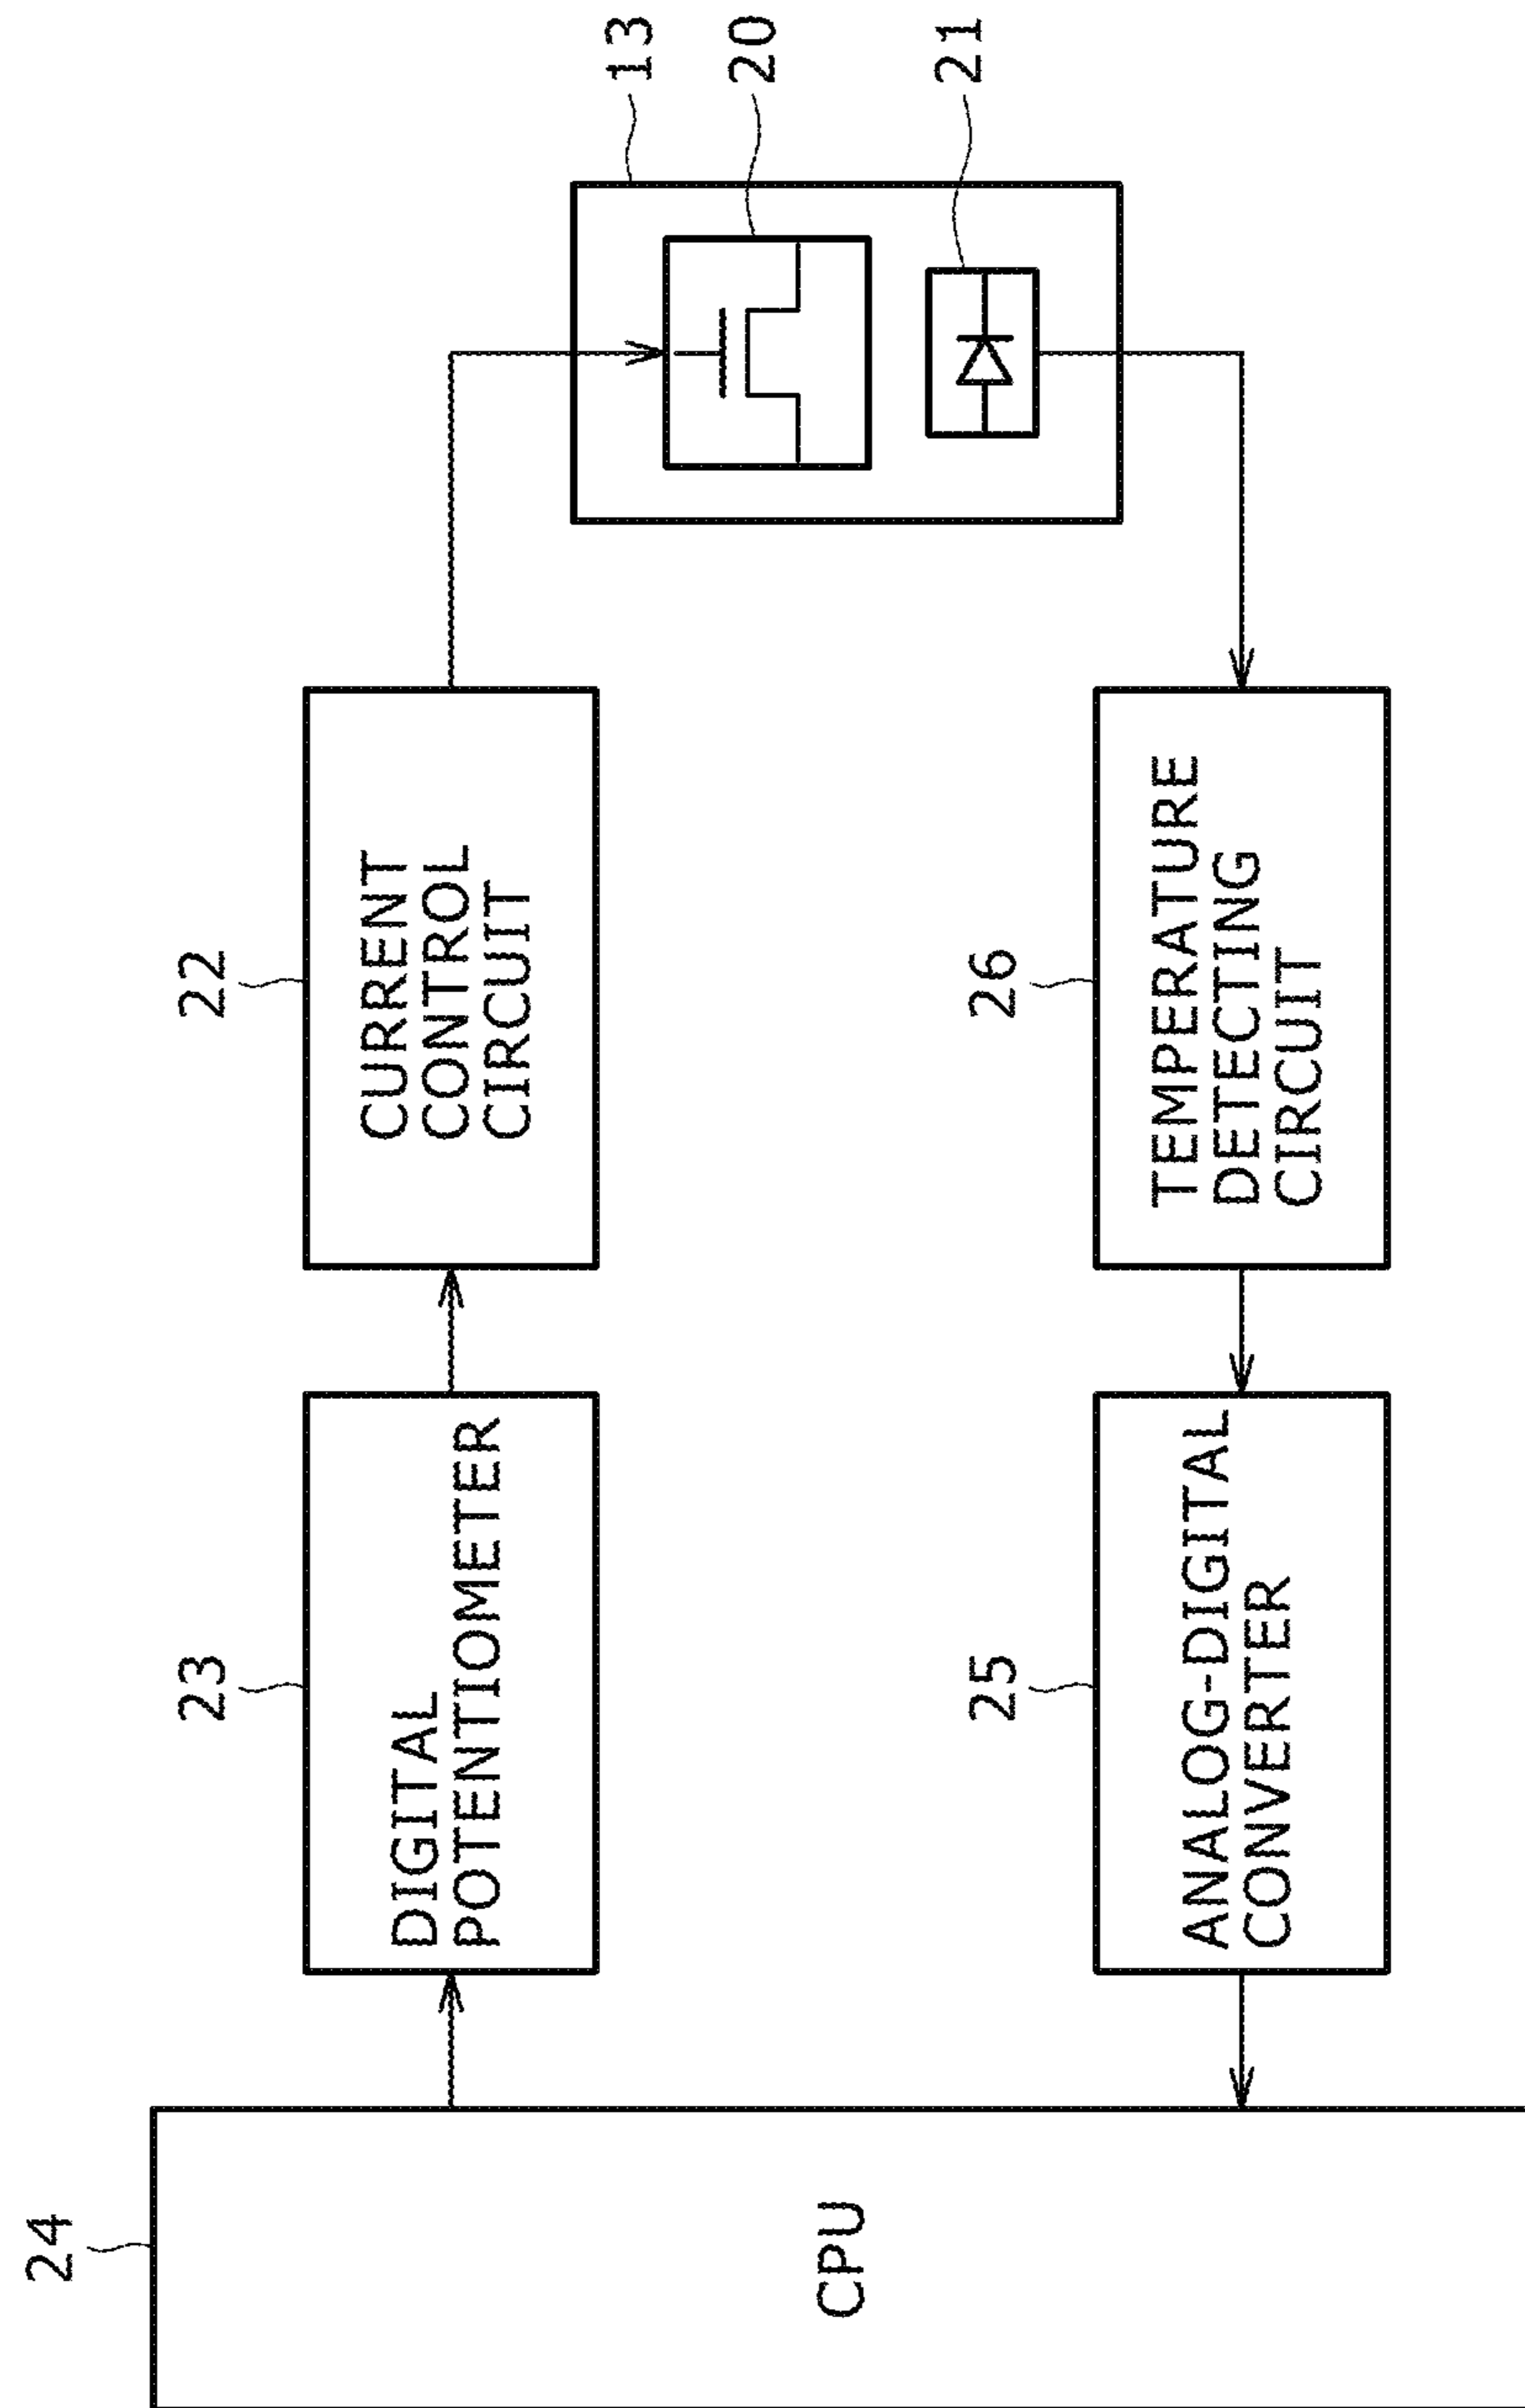 24
CPU
23
DIGITAL
POTENTIOMETER
22
CURRENT
CONTROL
CIRCUIT
13
20
21
25
ANALOG-DIGITAL
CONVERTER
26
TEMPERATURE
DETECTING
CIRCUIT